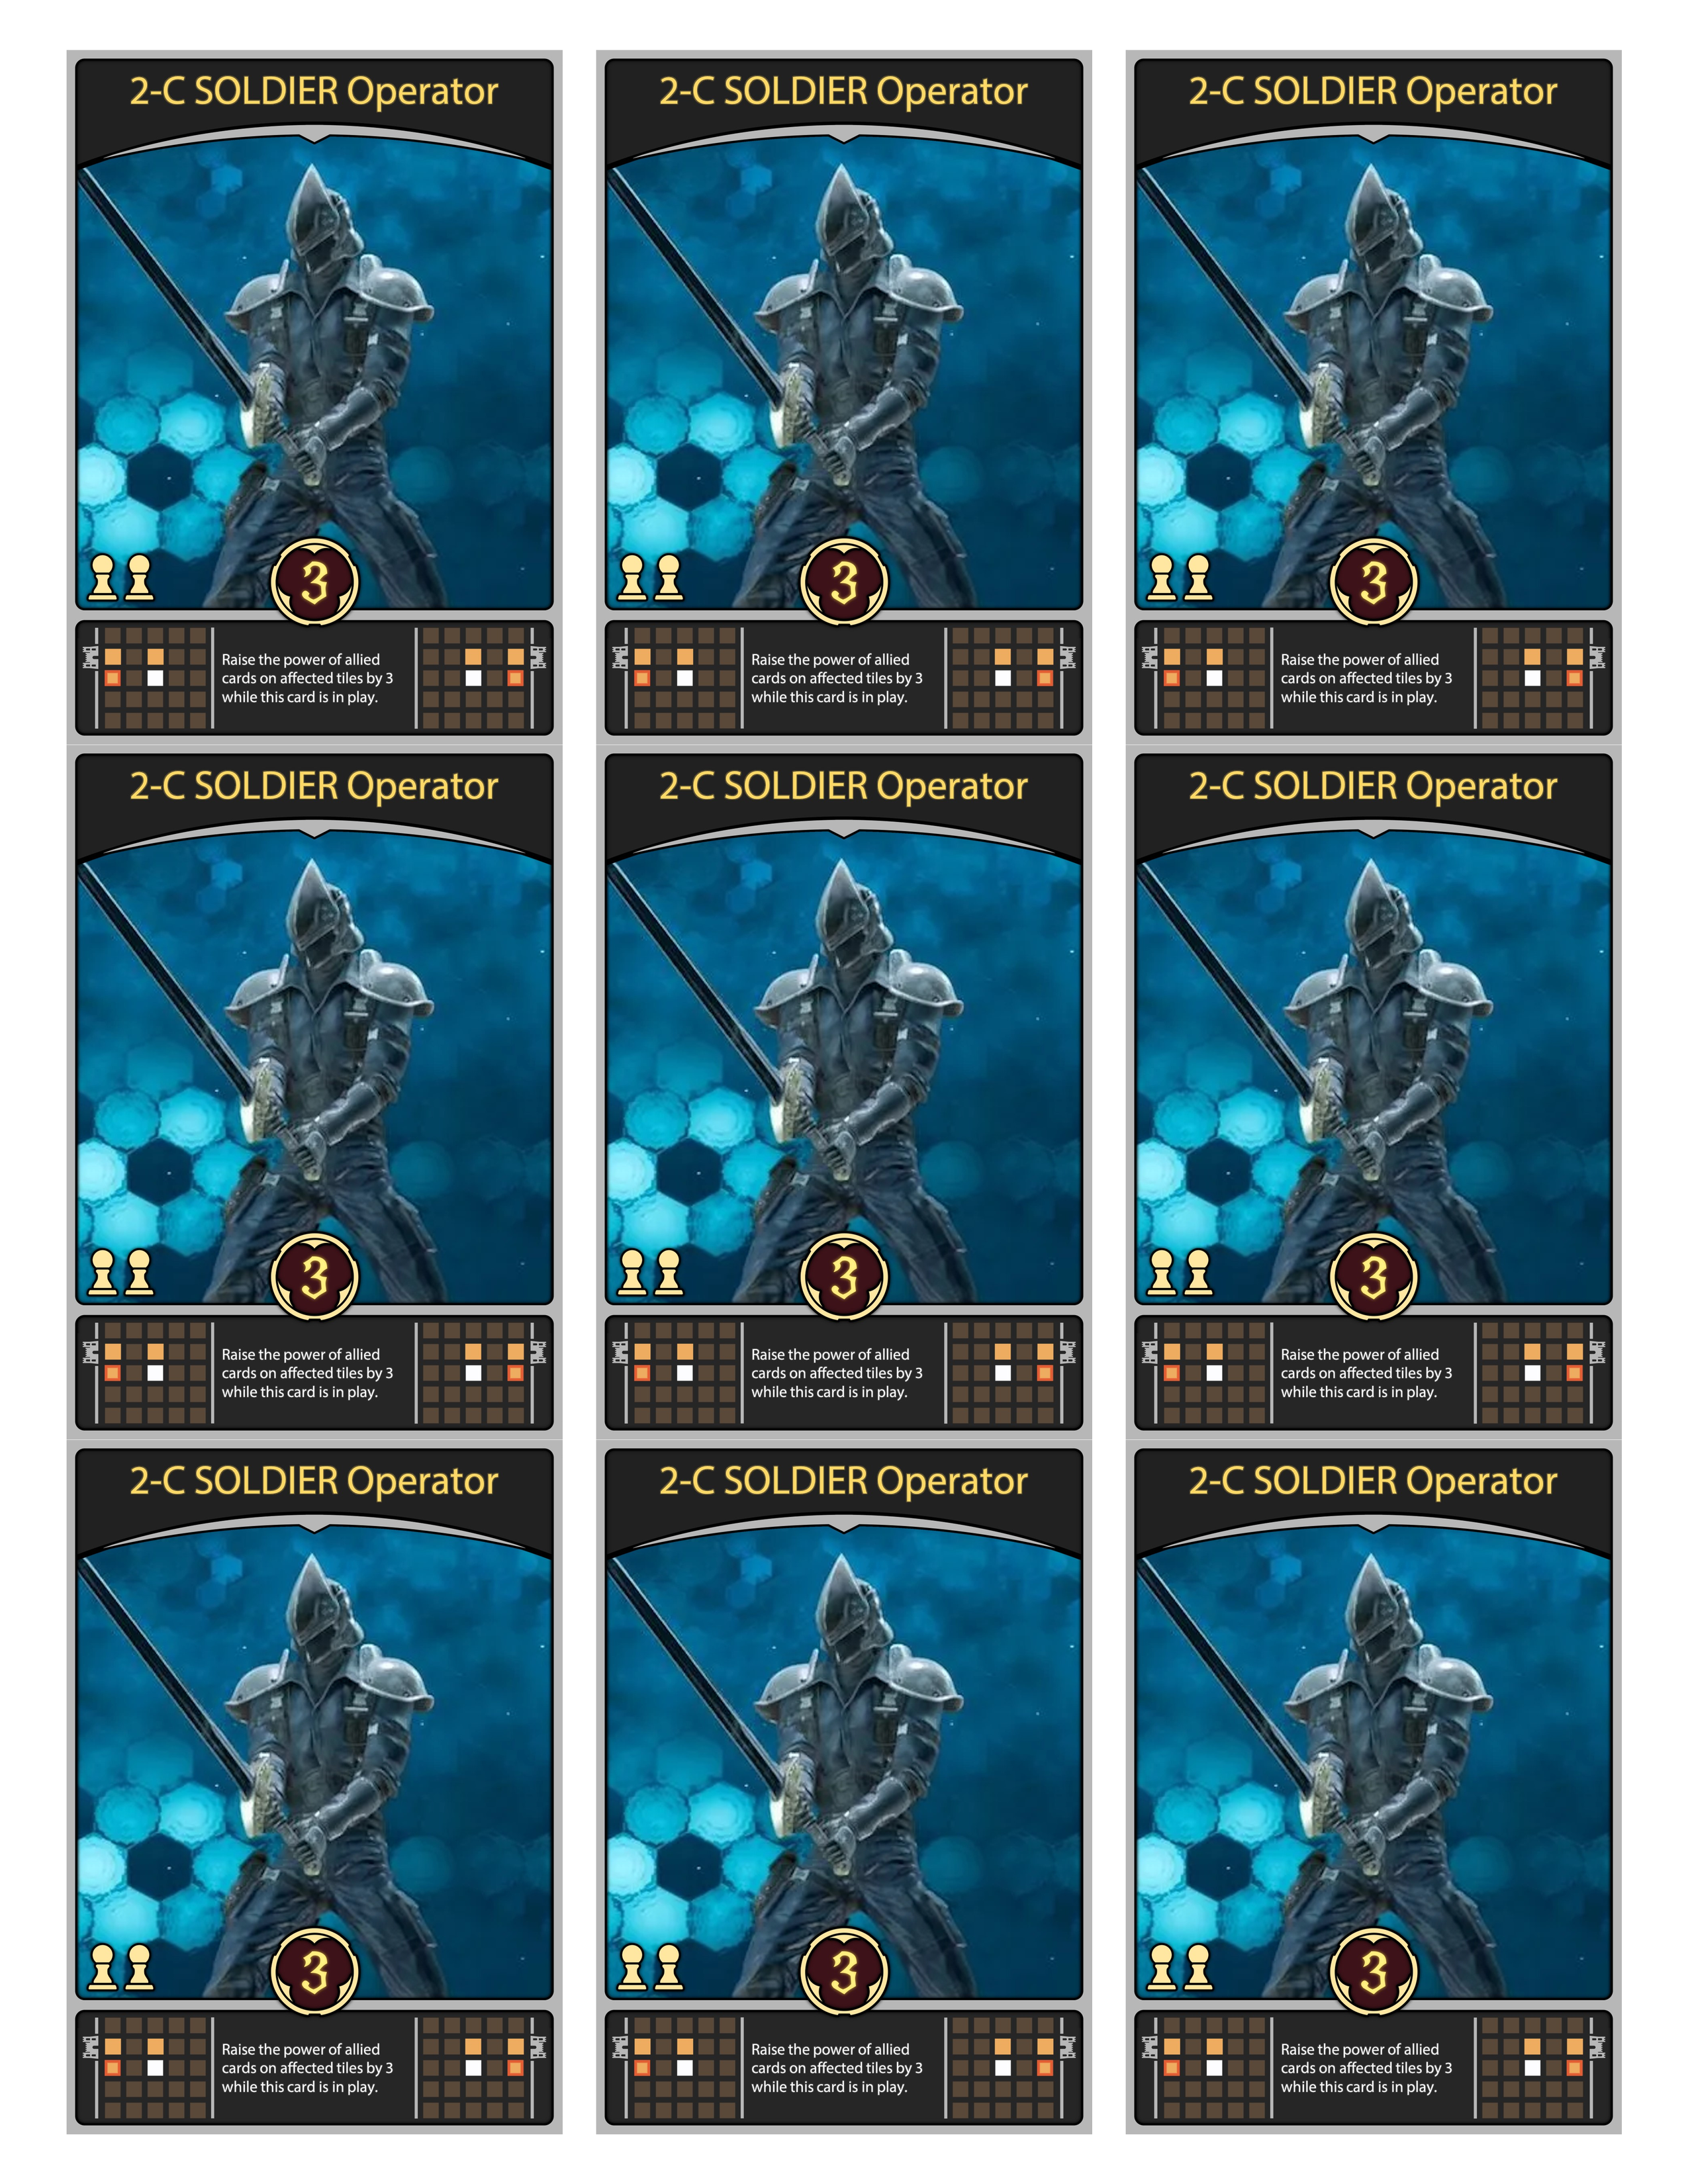 2-C SOLDIER Operator
3
Raise the power of allied
cards on affected tiles by 3
while this card is in play.
2-C SOLDIER Operator
3
Raise the power of allied
cards on affected tiles by 3
while this card is in play.
2-C SOLDIER Operator
3
Raise the power of allied
cards on affected tiles by 3
while this card is in play.
2-C SOLDIER Operator
3
Raise the power of allied
cards on affected tiles by 3
while this card is in play.
2-C SOLDIER Operator
3
Raise the power of allied
cards on affected tiles by 3
while this card is in play.
2-C SOLDIER Operator
3
Raise the power of allied
cards on affected tiles by 3
while this card is in play.
2-C SOLDIER Operator
3
Raise the power of allied
cards on affected tiles by 3
while this card is in play.
2-C SOLDIER Operator
3
Raise the power of allied
cards on affected tiles by 3
while this card is in play.
2-C SOLDIER Operator
3
Raise the power of allied
cards on affected tiles by 3
while this card is in play.